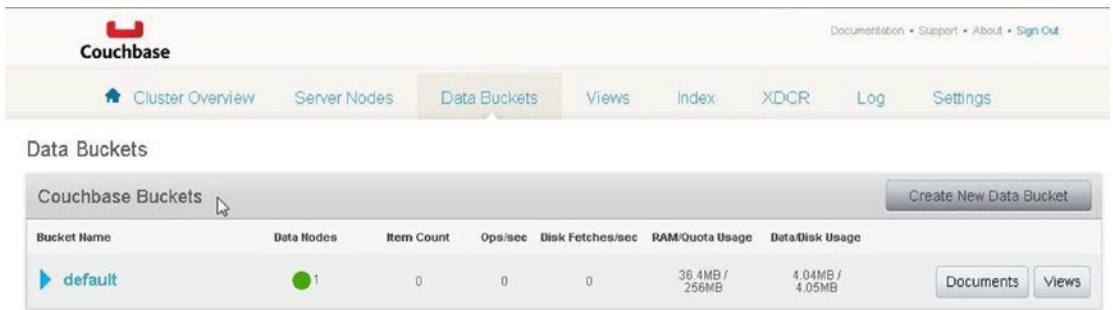 Couchbase
Documentation • Support • About • Sign Out
Cluster Overview Server Nodes Data Buckets Views Index XDCR Log Settings
Data Buckets
Couchbase Buckets Create New Data Bucket
Bucket Name Data Nodes Item Count Ops/sec Disk Fetches/sec RAM/Quota Usage Data/Disk Usage
default 1 0 0 0 36.4MB / 256MB 4.04MB / 4.05MB Documents Views